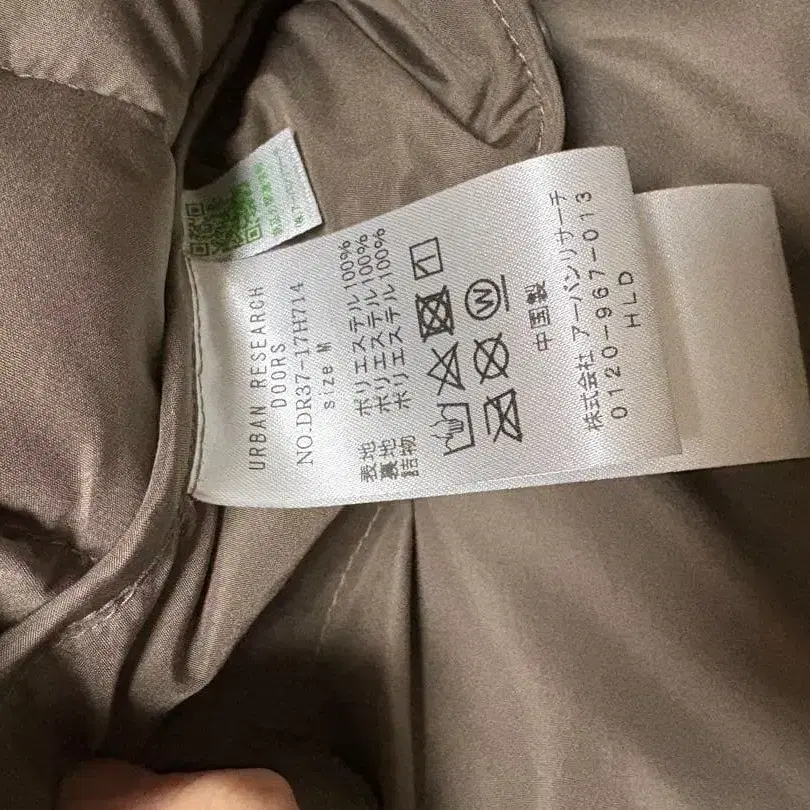 URBAN RESEARCH
DOORS
NO.DR37-17H714
size M
表地 ポリエステル100%
裏地 ポリエステル100%
詰物 ポリエステル100%
W
中国製
株式会社 アーバンリサーチ
0120-967-013
HLD